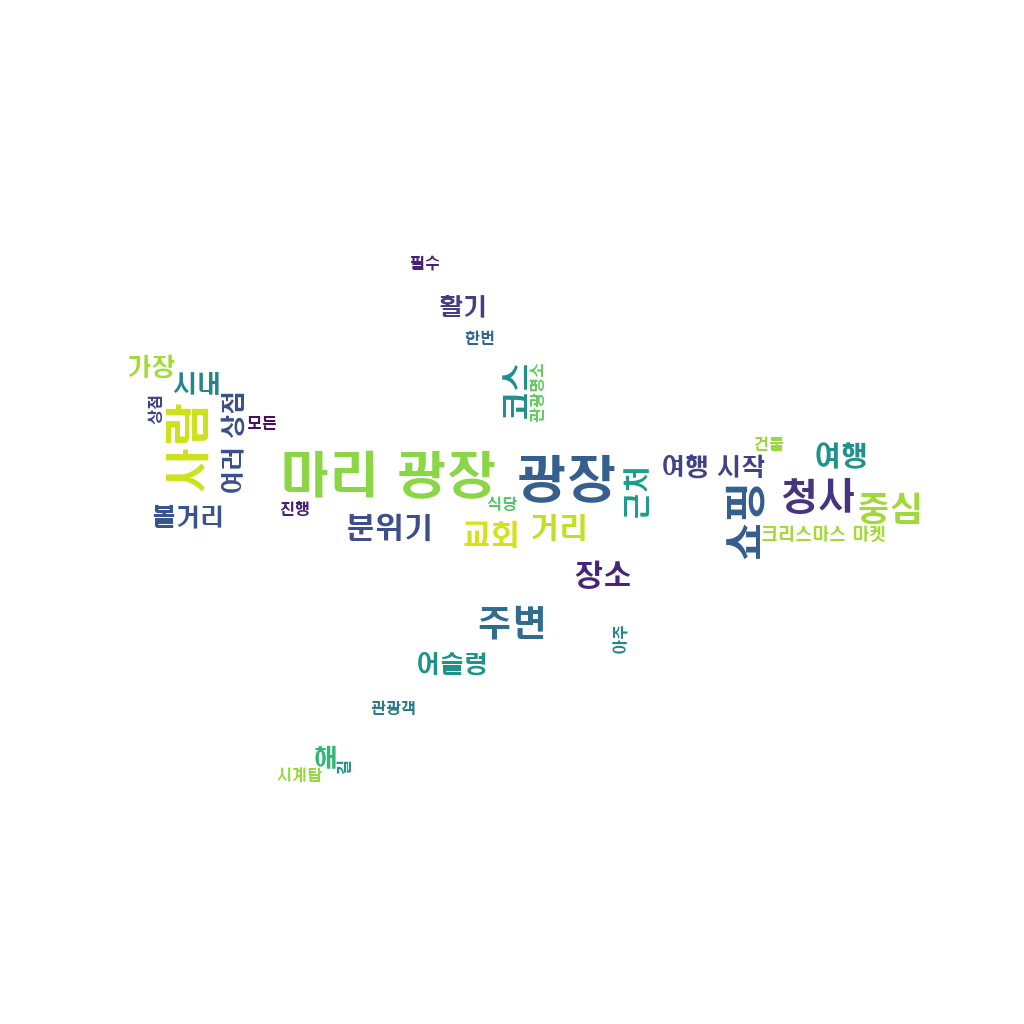 필수
활기
한번
가장
시내
코스
관광명소
상점
사람
여러 상점
모든
마리 광장
광장
근처
여행 시작
건물
여행
볼거리
진행
식당
쇼핑
청사
중심
분위기
교회
거리
크리스마스 마켓
장소
주변
아주
어슬렁
관광객
해
길
시계탑